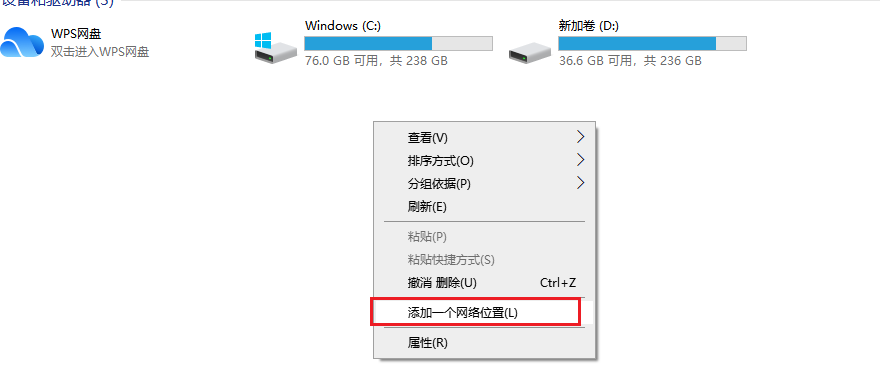 设备和驱动器 (3)
WPS网盘
双击进入WPS网盘
Windows (C:)
76.0 GB 可用，共 238 GB
新加卷 (D:)
36.6 GB 可用，共 236 GB
查看(V)
排序方式(O)
分组依据(P)
刷新(E)
粘贴(P)
粘贴快捷方式(S)
撤消 删除(U) Ctrl+Z
添加一个网络位置(L)
属性(R)